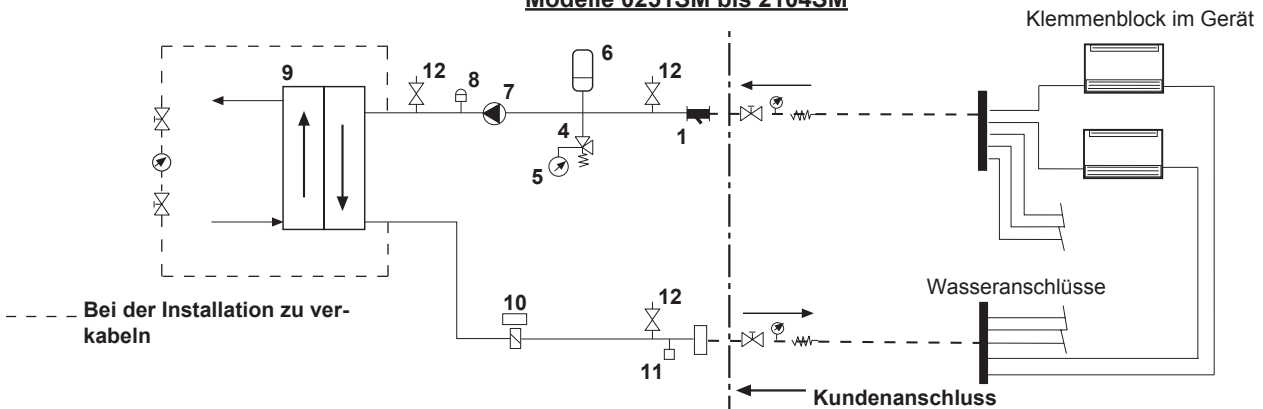 Modelle 0251SM bis 2104SM
Klemmenblock im Gerät
6
12
8
7
12
9
4
1
5
Wasseranschlüsse
Bei der Installation zu ver-
kabeln
10
12
11
Kundenanschluss